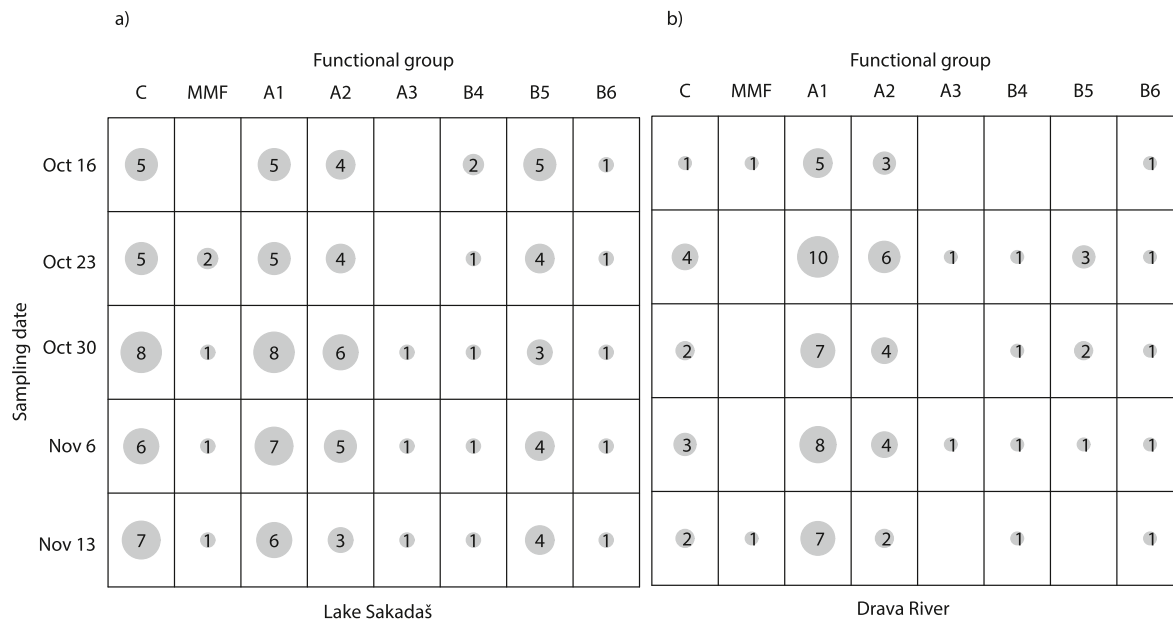 a)
Functional group
C MMF A1 A2 A3 B4 B5 B6
Sampling date
Oct 16 5 5 4 2 5 1
Oct 23 5 2 5 4 1 4 1
Oct 30 8 1 8 6 1 1 3 1
Nov 6 6 1 7 5 1 1 4 1
Nov 13 7 1 6 3 1 1 4 1
Lake Sakadaš
b)
Functional group
C MMF A1 A2 A3 B4 B5 B6
1 1 5 3 1
4 10 6 1 1 3 1
2 7 4 1 2 1
3 8 4 1 1 1 1
2 1 7 2 1 1
Drava River